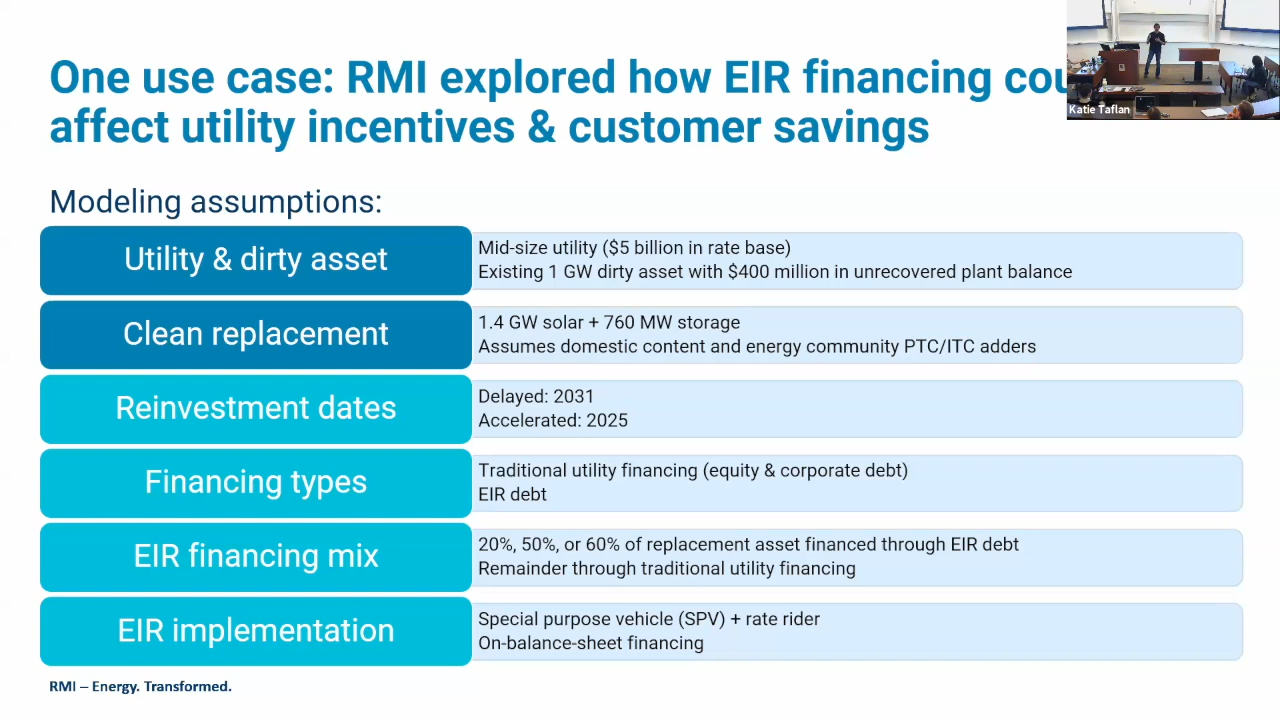 One use case: RMI explored how EIR financing
affect utility incentives & customer savings
Katie Taflan
Modeling assumptions:
Utility & dirty asset
Mid-size utility ($5 billion in rate base)
Existing 1 GW dirty asset with $400 million in unrecovered plant balance
Clean replacement
1.4 GW solar + 760 MW storage
Assumes domestic content and energy community PTC/ITC adders
Reinvestment dates
Delayed: 2031
Accelerated: 2025
Financing types
Traditional utility financing (equity & corporate debt)
EIR debt
EIR financing mix
20%, 50%, or 60% of replacement asset financed through EIR debt
Remainder through traditional utility financing
EIR implementation
Special purpose vehicle (SPV) + rate rider
On-balance-sheet financing
RMI – Energy. Transformed.